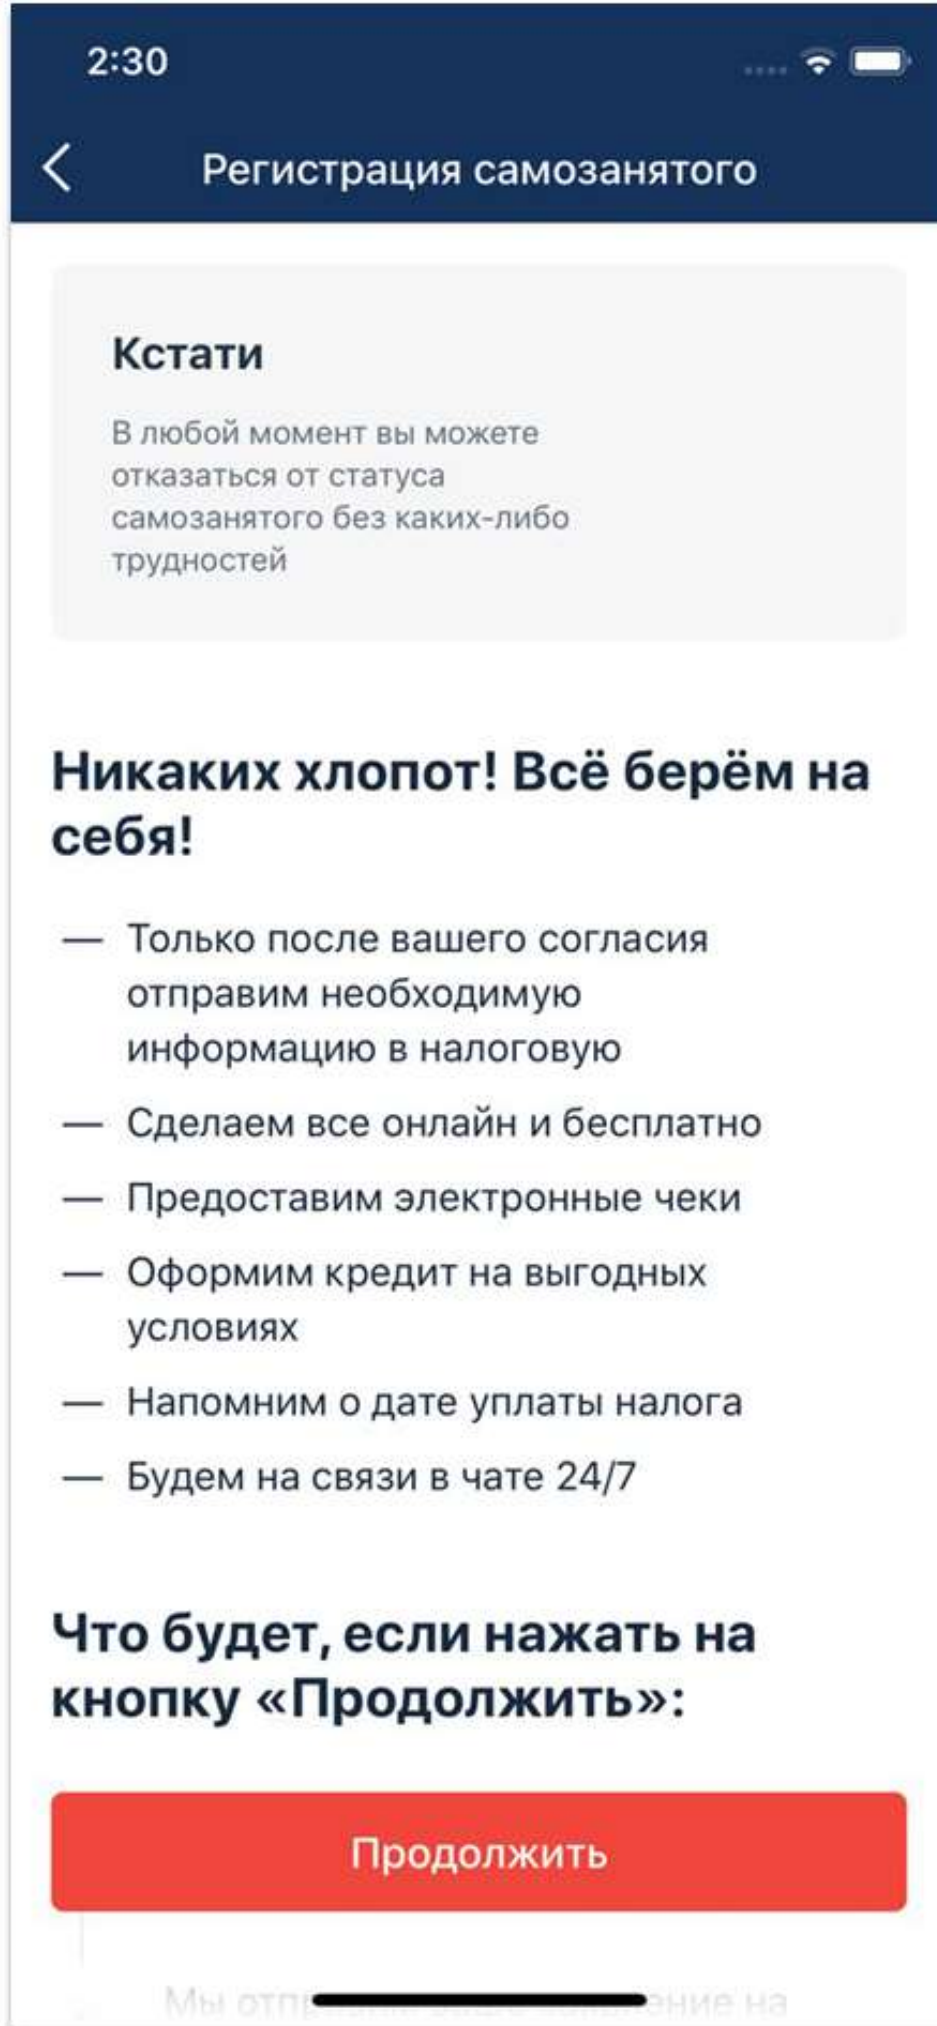 2:30
Регистрация самозанятого
Кстати
В любой момент вы можете
отказаться от статуса
самозанятого без каких-либо
трудностей
Никаких хлопот! Всё берём на
себя!
— Только после вашего согласия
отправим необходимую
информацию в налоговую
— Сделаем все онлайн и бесплатно
— Предоставим электронные чеки
— Оформим кредит на выгодных
условиях
— Напомним о дате уплаты налога
— Будем на связи в чате 24/7
Что будет, если нажать на
кнопку «Продолжить»:
Продолжить
Мы на